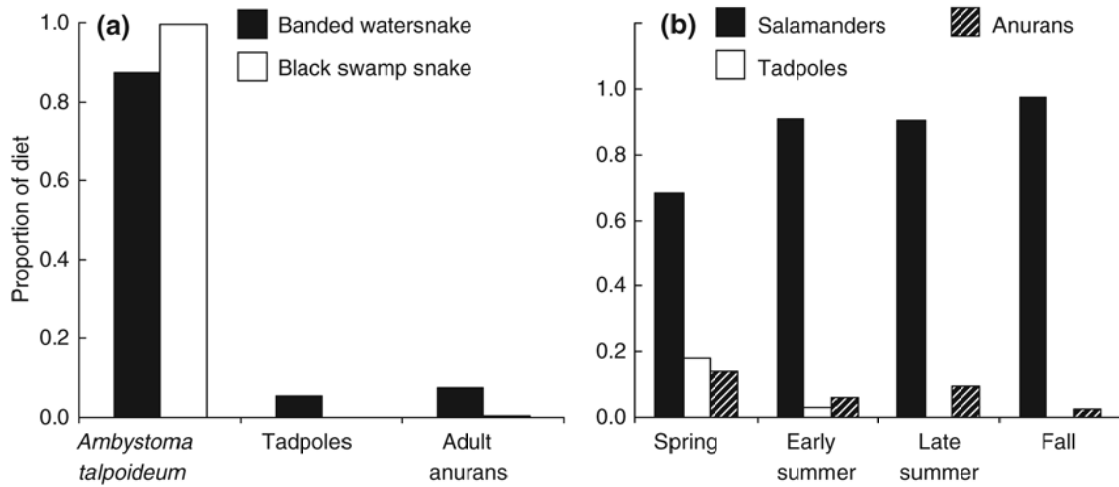 (a)
Banded watersnake
Black swamp snake
Proportion of diet
1.0
0.8
0.6
0.4
0.2
0.0
Ambystoma
talpoideum
Tadpoles
Adult
anurans
(b)
Salamanders
Anurans
Tadpoles
1.0
0.8
0.6
0.4
0.2
0.0
Spring
Early
summer
Late
summer
Fall